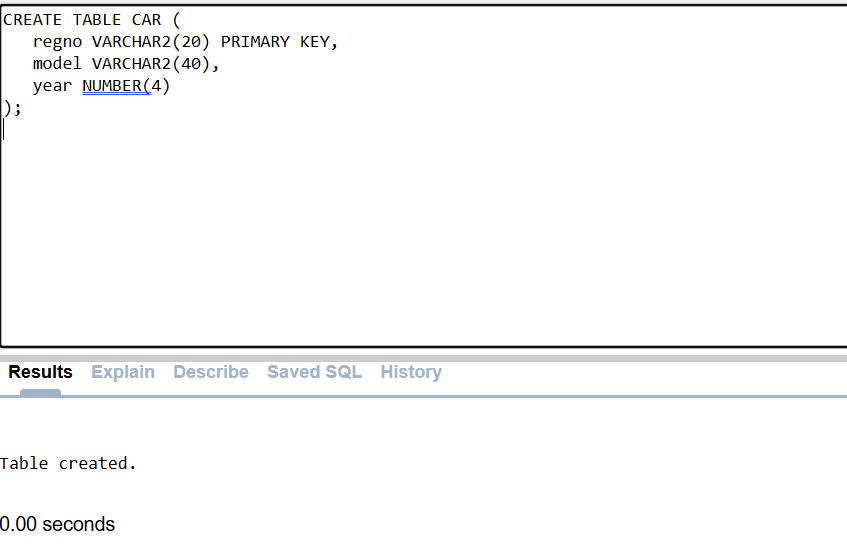 CREATE TABLE CAR (
   regno VARCHAR2(20) PRIMARY KEY,
   model VARCHAR2(40),
   year NUMBER(4)
);
Results Explain Describe Saved SQL History
Table created.
0.00 seconds